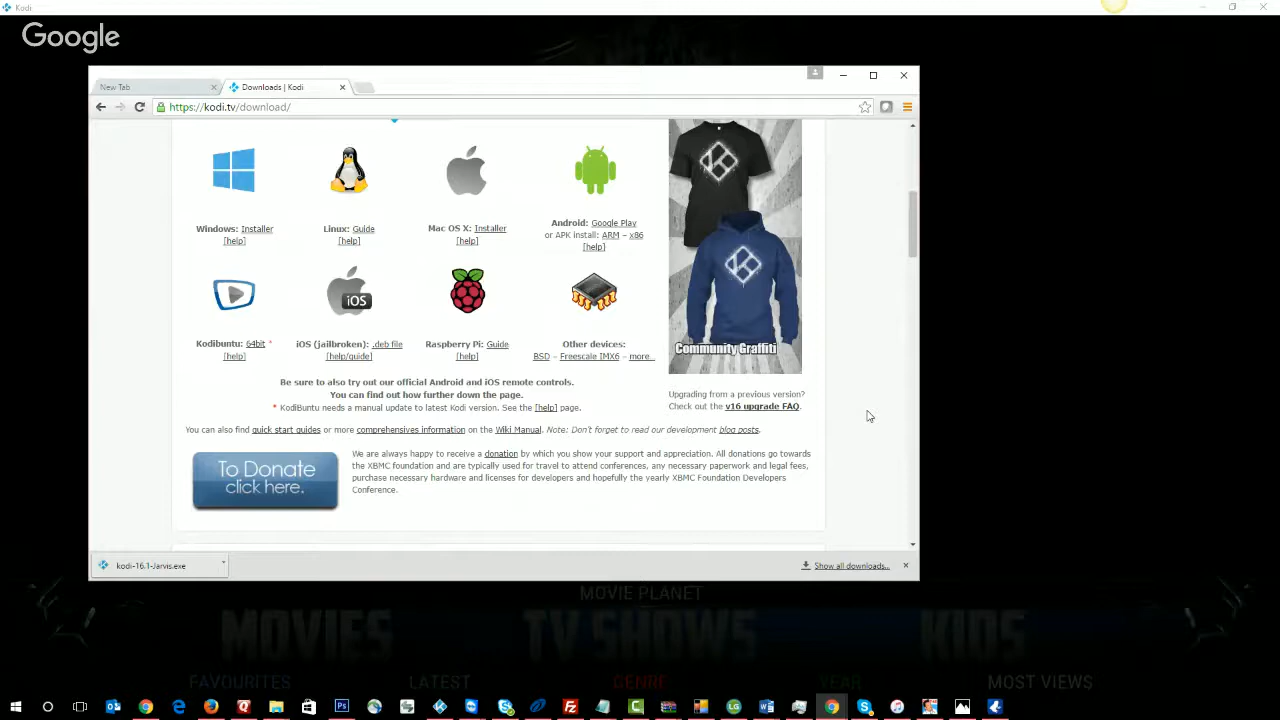 Kodi
Google
New Tab
Downloads | Kodi
https://kodi.tv/download/
Windows: Installer
[help]
Linux: Guide
[help]
Mac OS X: Installer
[help]
Android: Google Play
or APK install: ARM – x86
[help]
iOS
Kodibuntu: 64bit *
[help]
iOS (jailbroken): .deb file
[help/guide]
Raspberry Pi: Guide
[help]
Other devices:
BSD – Freescale IMX6 – more..
Community Graffiti
Be sure to also try out our official Android and iOS remote controls.
You can find out how further down the page.
* KodiBuntu needs a manual update to latest Kodi version. See the [help] page.
Upgrading from a previous version?
Check out the v16 upgrade FAQ.
You can also find quick start guides or more comprehensives information on the Wiki Manual. Note: Don't forget to read our development blog posts.
To Donate
click here.
We are always happy to receive a donation by which you show your support and appreciation. All donations go towards
the XBMC foundation and are typically used for travel to attend conferences, any necessary paperwork and legal fees,
purchase necessary hardware and licenses for developers and hopefully the yearly XBMC Foundation Developers
Conference.
kodi-16.1-Jarvis.exe
Show all downloads...
MOVIE PLANET
MOVIES
TV SHOWS
KIDS
FAVOURITES
LATEST
GENRE
YEAR
MOST VIEWS